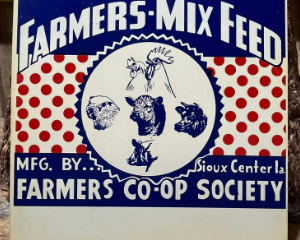 FARMERS-MIX FEED
MFG. BY... Sioux Center Ia.
FARMERS CO-OP SOCIETY